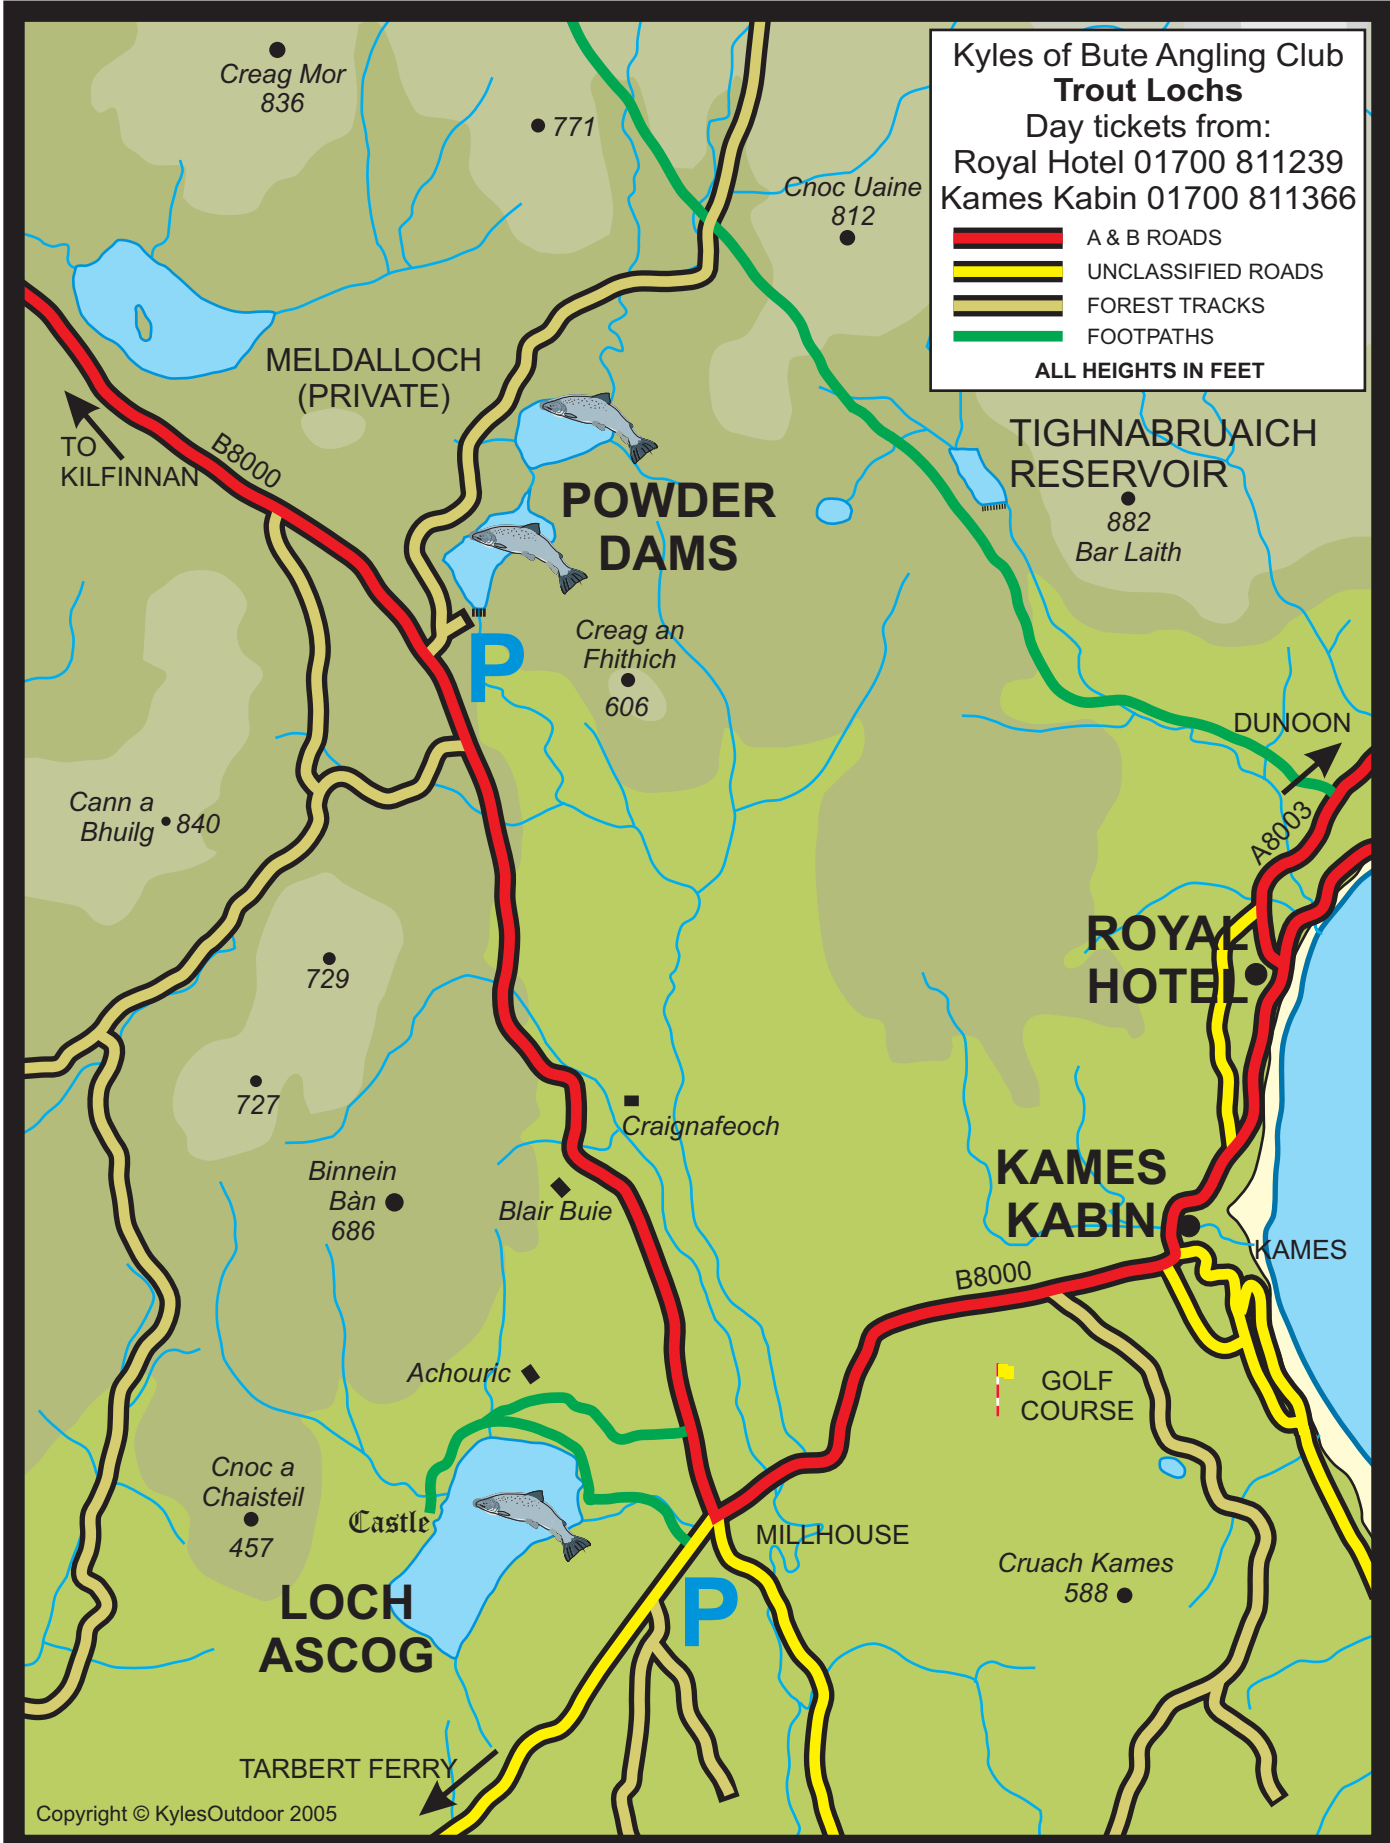 Kyles of Bute Angling Club
Trout Lochs
Day tickets from:
Royal Hotel 01700 811239
Kames Kabin 01700 811366
A & B ROADS
UNCLASSIFIED ROADS
FOREST TRACKS
FOOTPATHS
ALL HEIGHTS IN FEET
Creag Mor
836
771
Cnoc Uaine
812
MELDALLOCH
(PRIVATE)
TO
KILFINNAN
B8000
TIGHNABRUAICH
RESERVOIR
882
Bar Laith
POWDER
DAMS
P
Creag an
Fhithich
606
DUNOON
A8003
Cann a
Bhuilg
840
ROYAL
HOTEL
729
727
Craignafeoch
Binnein
Bàn
686
Blair Buie
KAMES
KABIN
KAMES
B8000
Achouric
GOLF
COURSE
Cnoc a
Chaisteil
457
Castle
MILLHOUSE
Cruach Kames
588
LOCH
ASCOG
P
TARBERT FERRY
Copyright © KylesOutdoor 2005